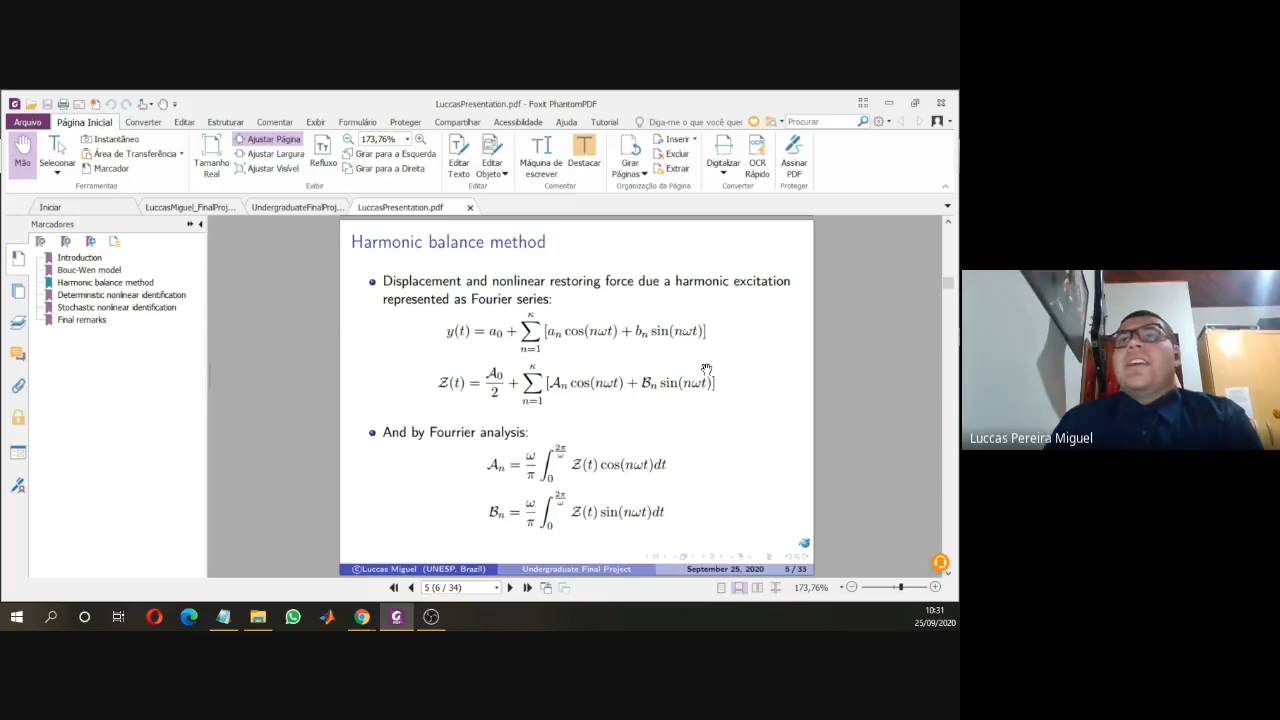 LuccasPresentation.pdf - Foxit PhantomPDF
Arquivo Página Inicial Converter Editar Estruturar Comentar Exibir Formulário Proteger Compartilhar Acessibilidade Ajuda Tutorial Diga-me o que você quer Procurar
Mão
Selecionar
Instantâneo
Área de Transferência
Marcador
Ferramentas
Tamanho Real
Ajustar Página
Ajustar Largura
Ajustar Visível
Refluxo
173,76%
Girar para a Esquerda
Girar para a Direita
Exibir
Editar Texto
Editar Objeto
Editar
Máquina de escrever
Destacar
Comentar
Girar Páginas
Inserir
Excluir
Extrair
Organização da Página
Digitalizar
OCR Rápido
Converter
Assinar PDF
Proteger
Iniciar LuccasMiguel_FinalProj... UndergraduateFinalProj... LuccasPresentation.pdf
Marcadores
Introduction
Bouc-Wen model
Harmonic balance method
Deterministic nonlinear identification
Stochastic nonlinear identification
Final remarks
Harmonic balance method
Displacement and nonlinear restoring force due a harmonic excitation
represented as Fourier series:
y(t) = a₀ + ∑ₙ₌₁^κ [aₙ cos(nωt) + bₙ sin(nωt)]
𝒵(t) = 𝒜₀/2 + ∑ₙ₌₁^κ [𝒜ₙ cos(nωt) + ℬₙ sin(nωt)]
And by Fourrier analysis:
𝒜ₙ = ω/π ∫₀^(2π/ω) 𝒵(t) cos(nωt)dt
ℬₙ = ω/π ∫₀^(2π/ω) 𝒵(t) sin(nωt)dt
©Luccas Miguel (UNESP, Brazil) Undergraduate Final Project September 25, 2020 5 / 33
5 (6 / 34) 173,76%
10:31
25/09/2020
Luccas Pereira Miguel